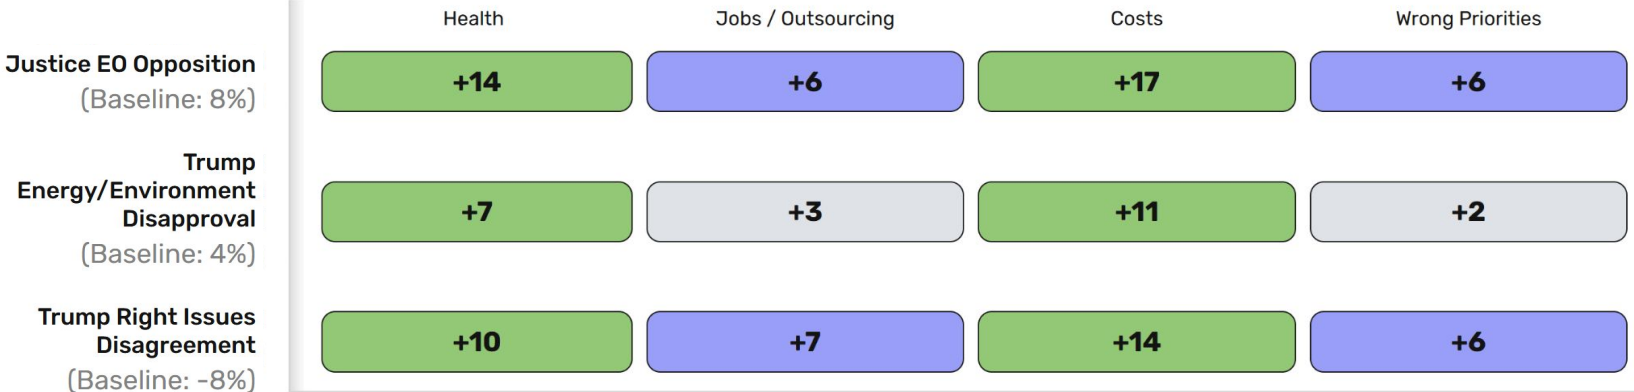 Health Jobs / Outsourcing Costs Wrong Priorities
Justice EO Opposition
(Baseline: 8%)
+14 +6 +17 +6
Trump
Energy/Environment
Disapproval
(Baseline: 4%)
+7 +3 +11 +2
Trump Right Issues
Disagreement
(Baseline: -8%)
+10 +7 +14 +6